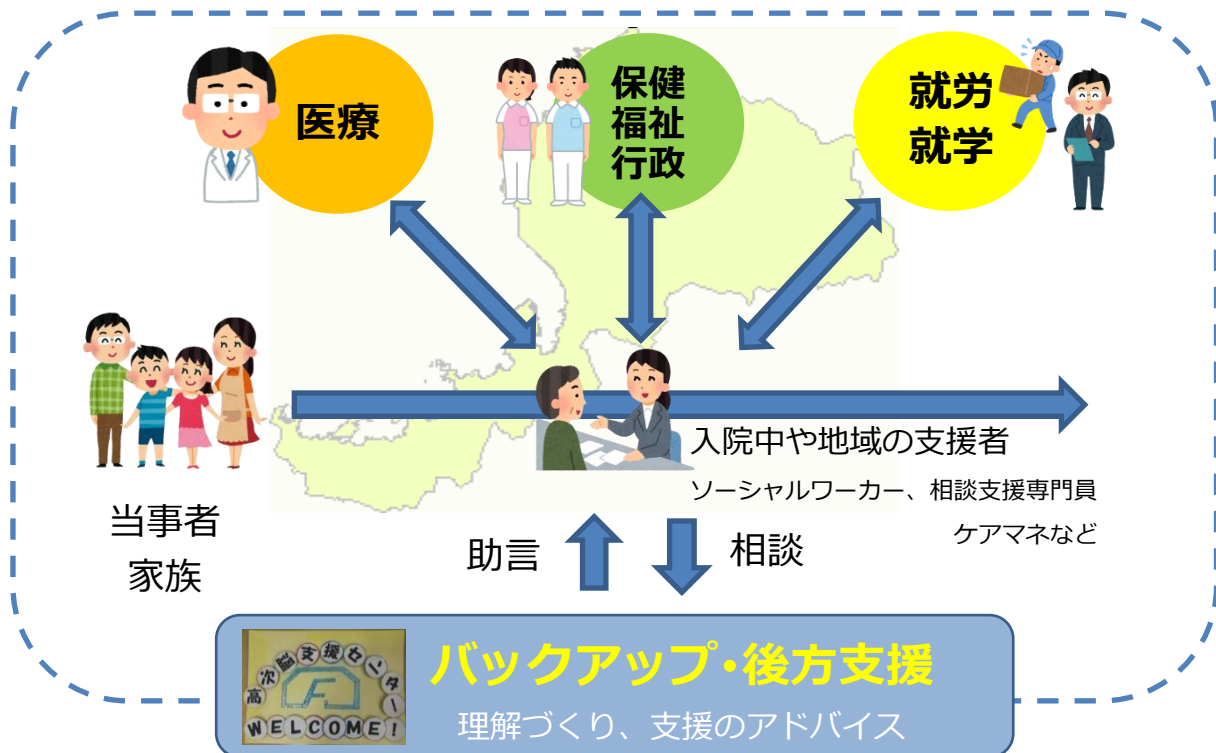 医療
保健
福祉
行政
就労
就学
入院中や地域の支援者
ソーシャルワーカー、相談支援専門員
ケアマネなど
当事者
家族
助言
相談
高次脳支援センター
WELCOME!
バックアップ・後方支援
理解づくり、支援のアドバイス